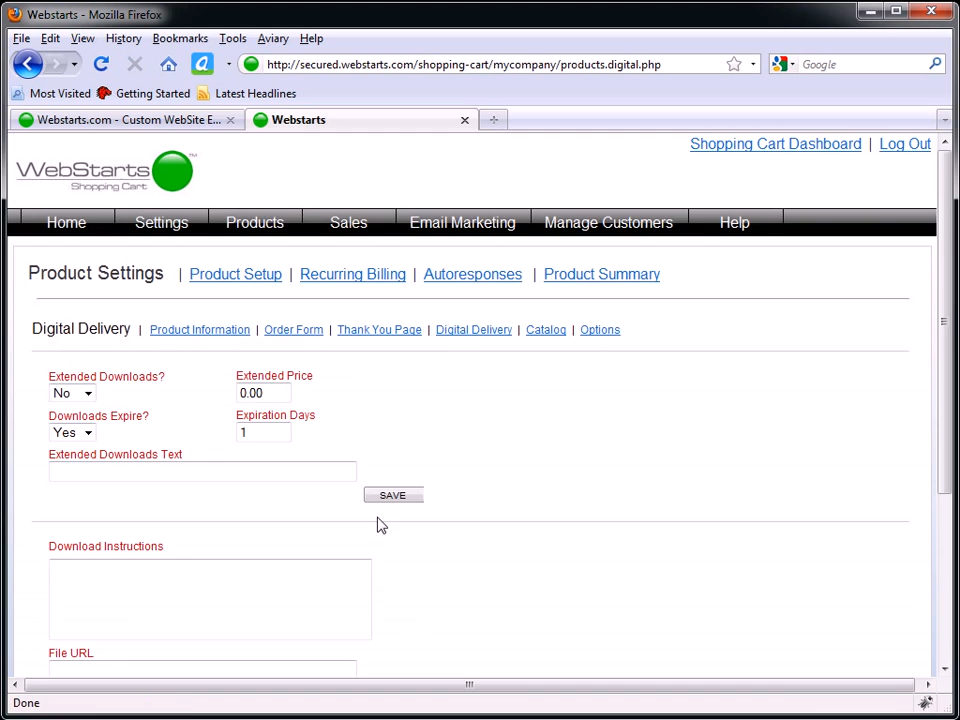 Webstarts - Mozilla Firefox
File Edit View History Bookmarks Tools Aviary Help
http://secured.webstarts.com/shopping-cart/mycompany/products.digital.php Google
Most Visited Getting Started Latest Headlines
Webstarts.com - Custom WebSite E... Webstarts
Shopping Cart Dashboard | Log Out
WebStarts™
Shopping Cart
Home Settings Products Sales Email Marketing Manage Customers Help
Product Settings | Product Setup | Recurring Billing | Autoresponses | Product Summary
Digital Delivery | Product Information | Order Form | Thank You Page | Digital Delivery | Catalog | Options
Extended Downloads? Extended Price
No 0.00
Downloads Expire? Expiration Days
Yes 1
Extended Downloads Text
SAVE
Download Instructions
File URL
Done